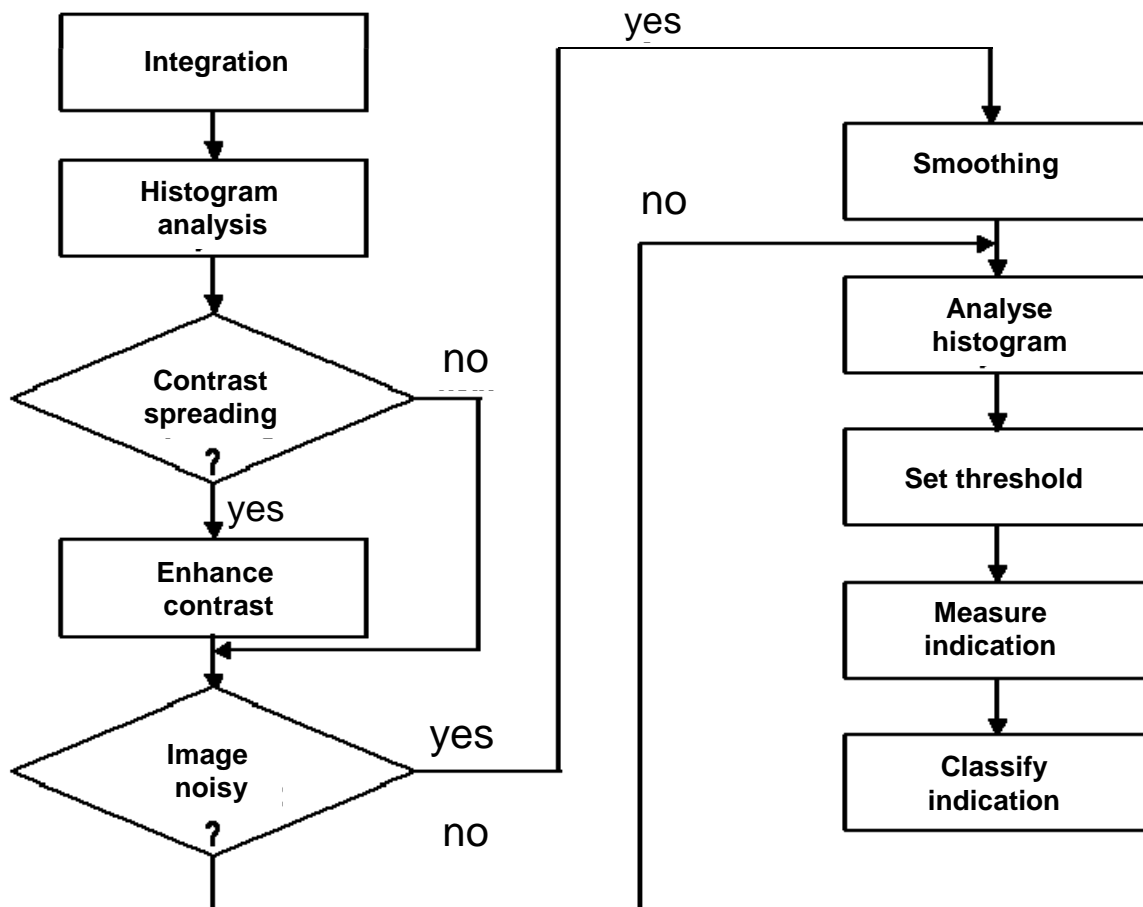 Integration
Histogram
analysis
Contrast
spreading
?
no
yes
Enhance
contrast
Image
noisy
?
yes
no
yes
Smoothing
no
Analyse
histogram
Set threshold
Measure
indication
Classify
indication